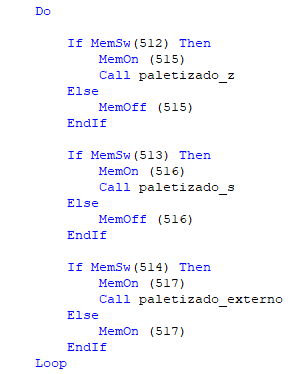 Do
If MemSw(512) Then
MemOn (515)
Call paletizado_z
Else
MemOff (515)
EndIf
If MemSw(513) Then
MemOn (516)
Call paletizado_s
Else
MemOff (516)
EndIf
If MemSw(514) Then
MemOn (517)
Call paletizado_externo
Else
MemOn (517)
EndIf
Loop